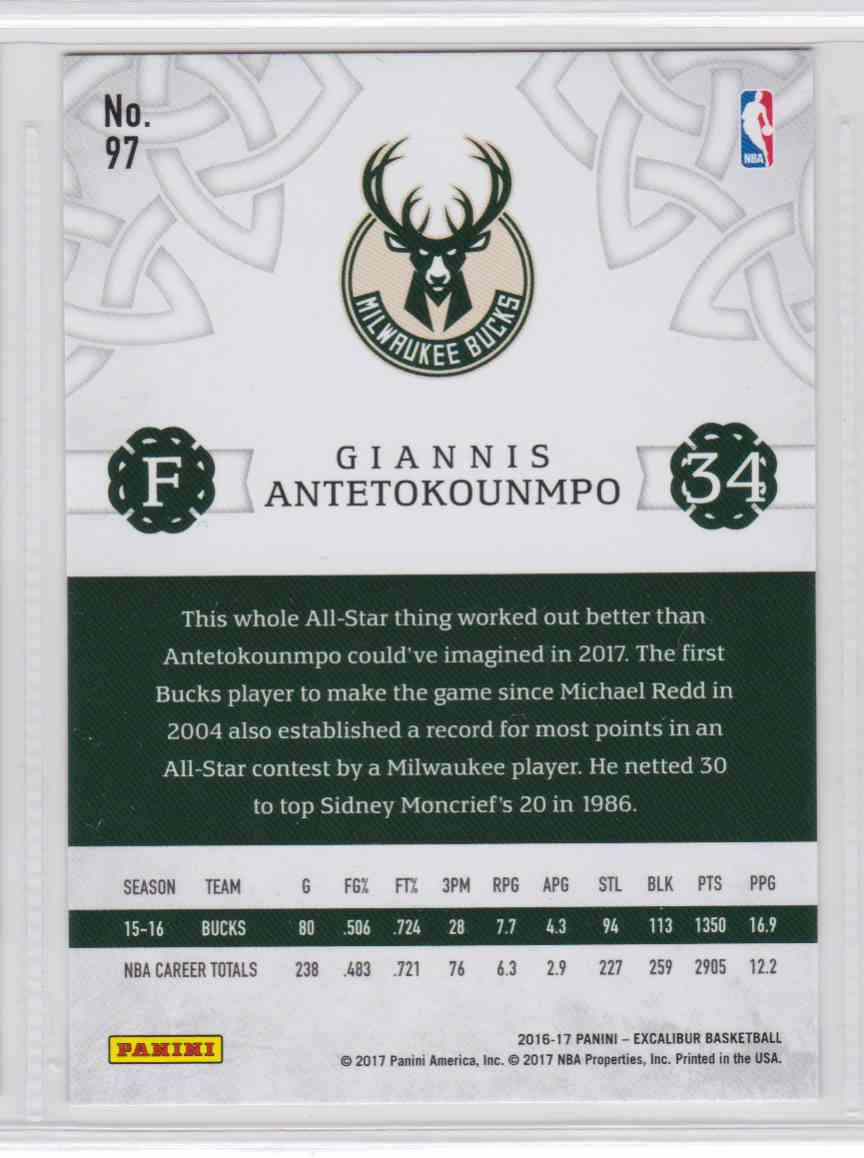 No.
97
NBA
MILWAUKEE BUCKS
F
GIANNIS
ANTETOKOUNMPO
34
This whole All-Star thing worked out better than
Antetokounmpo could've imagined in 2017. The first
Bucks player to make the game since Michael Redd in
2004 also established a record for most points in an
All-Star contest by a Milwaukee player. He netted 30
to top Sidney Moncrief's 20 in 1986.
SEASON TEAM G FG% FT% 3PM RPG APG STL BLK PTS PPG
15-16 BUCKS 80 .506 .724 28 7.7 4.3 94 113 1350 16.9
NBA CAREER TOTALS 238 .483 .721 76 6.3 2.9 227 259 2905 12.2
PANINI
2016-17 PANINI – EXCALIBUR BASKETBALL
© 2017 Panini America, Inc. © 2017 NBA Properties, Inc. Printed in the USA.